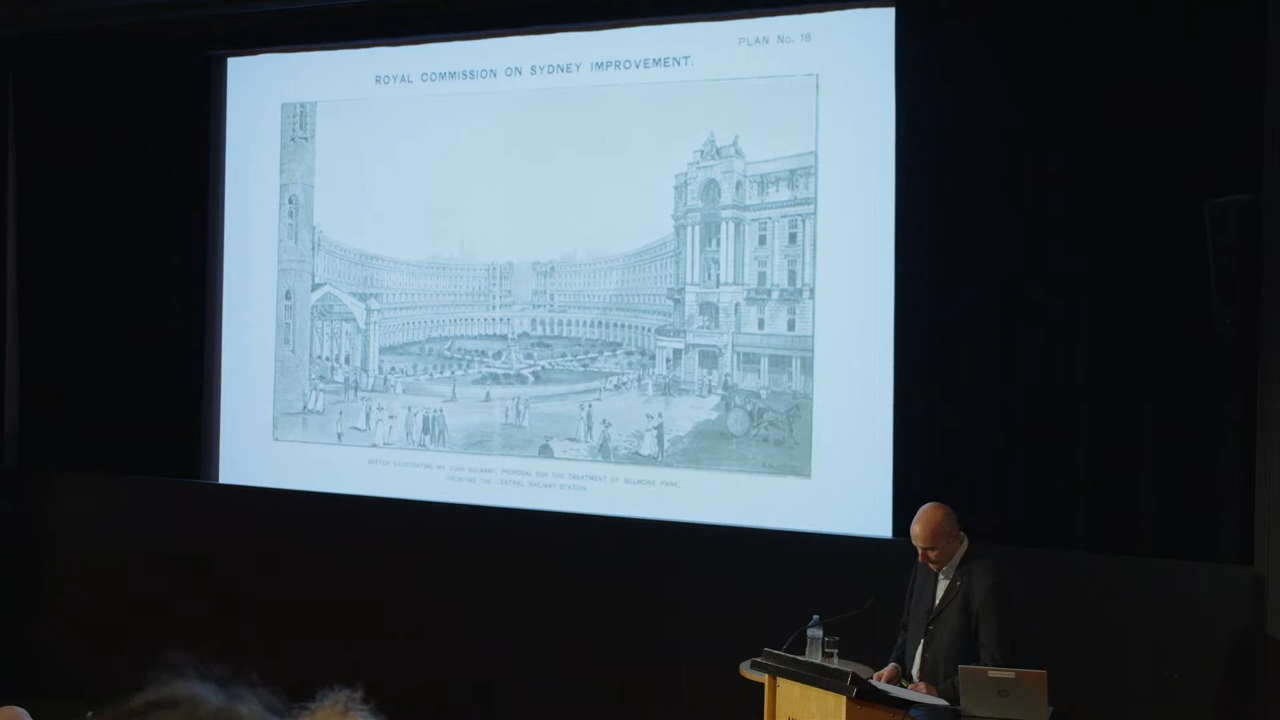 PLAN No. 18
ROYAL COMMISSION ON SYDNEY IMPROVEMENT.
SKETCH ILLUSTRATING MR. JOHN SULMAN'S PROPOSAL FOR THE TREATMENT OF BELMORE PARK,
FRONTING THE CENTRAL RAILWAY STATION